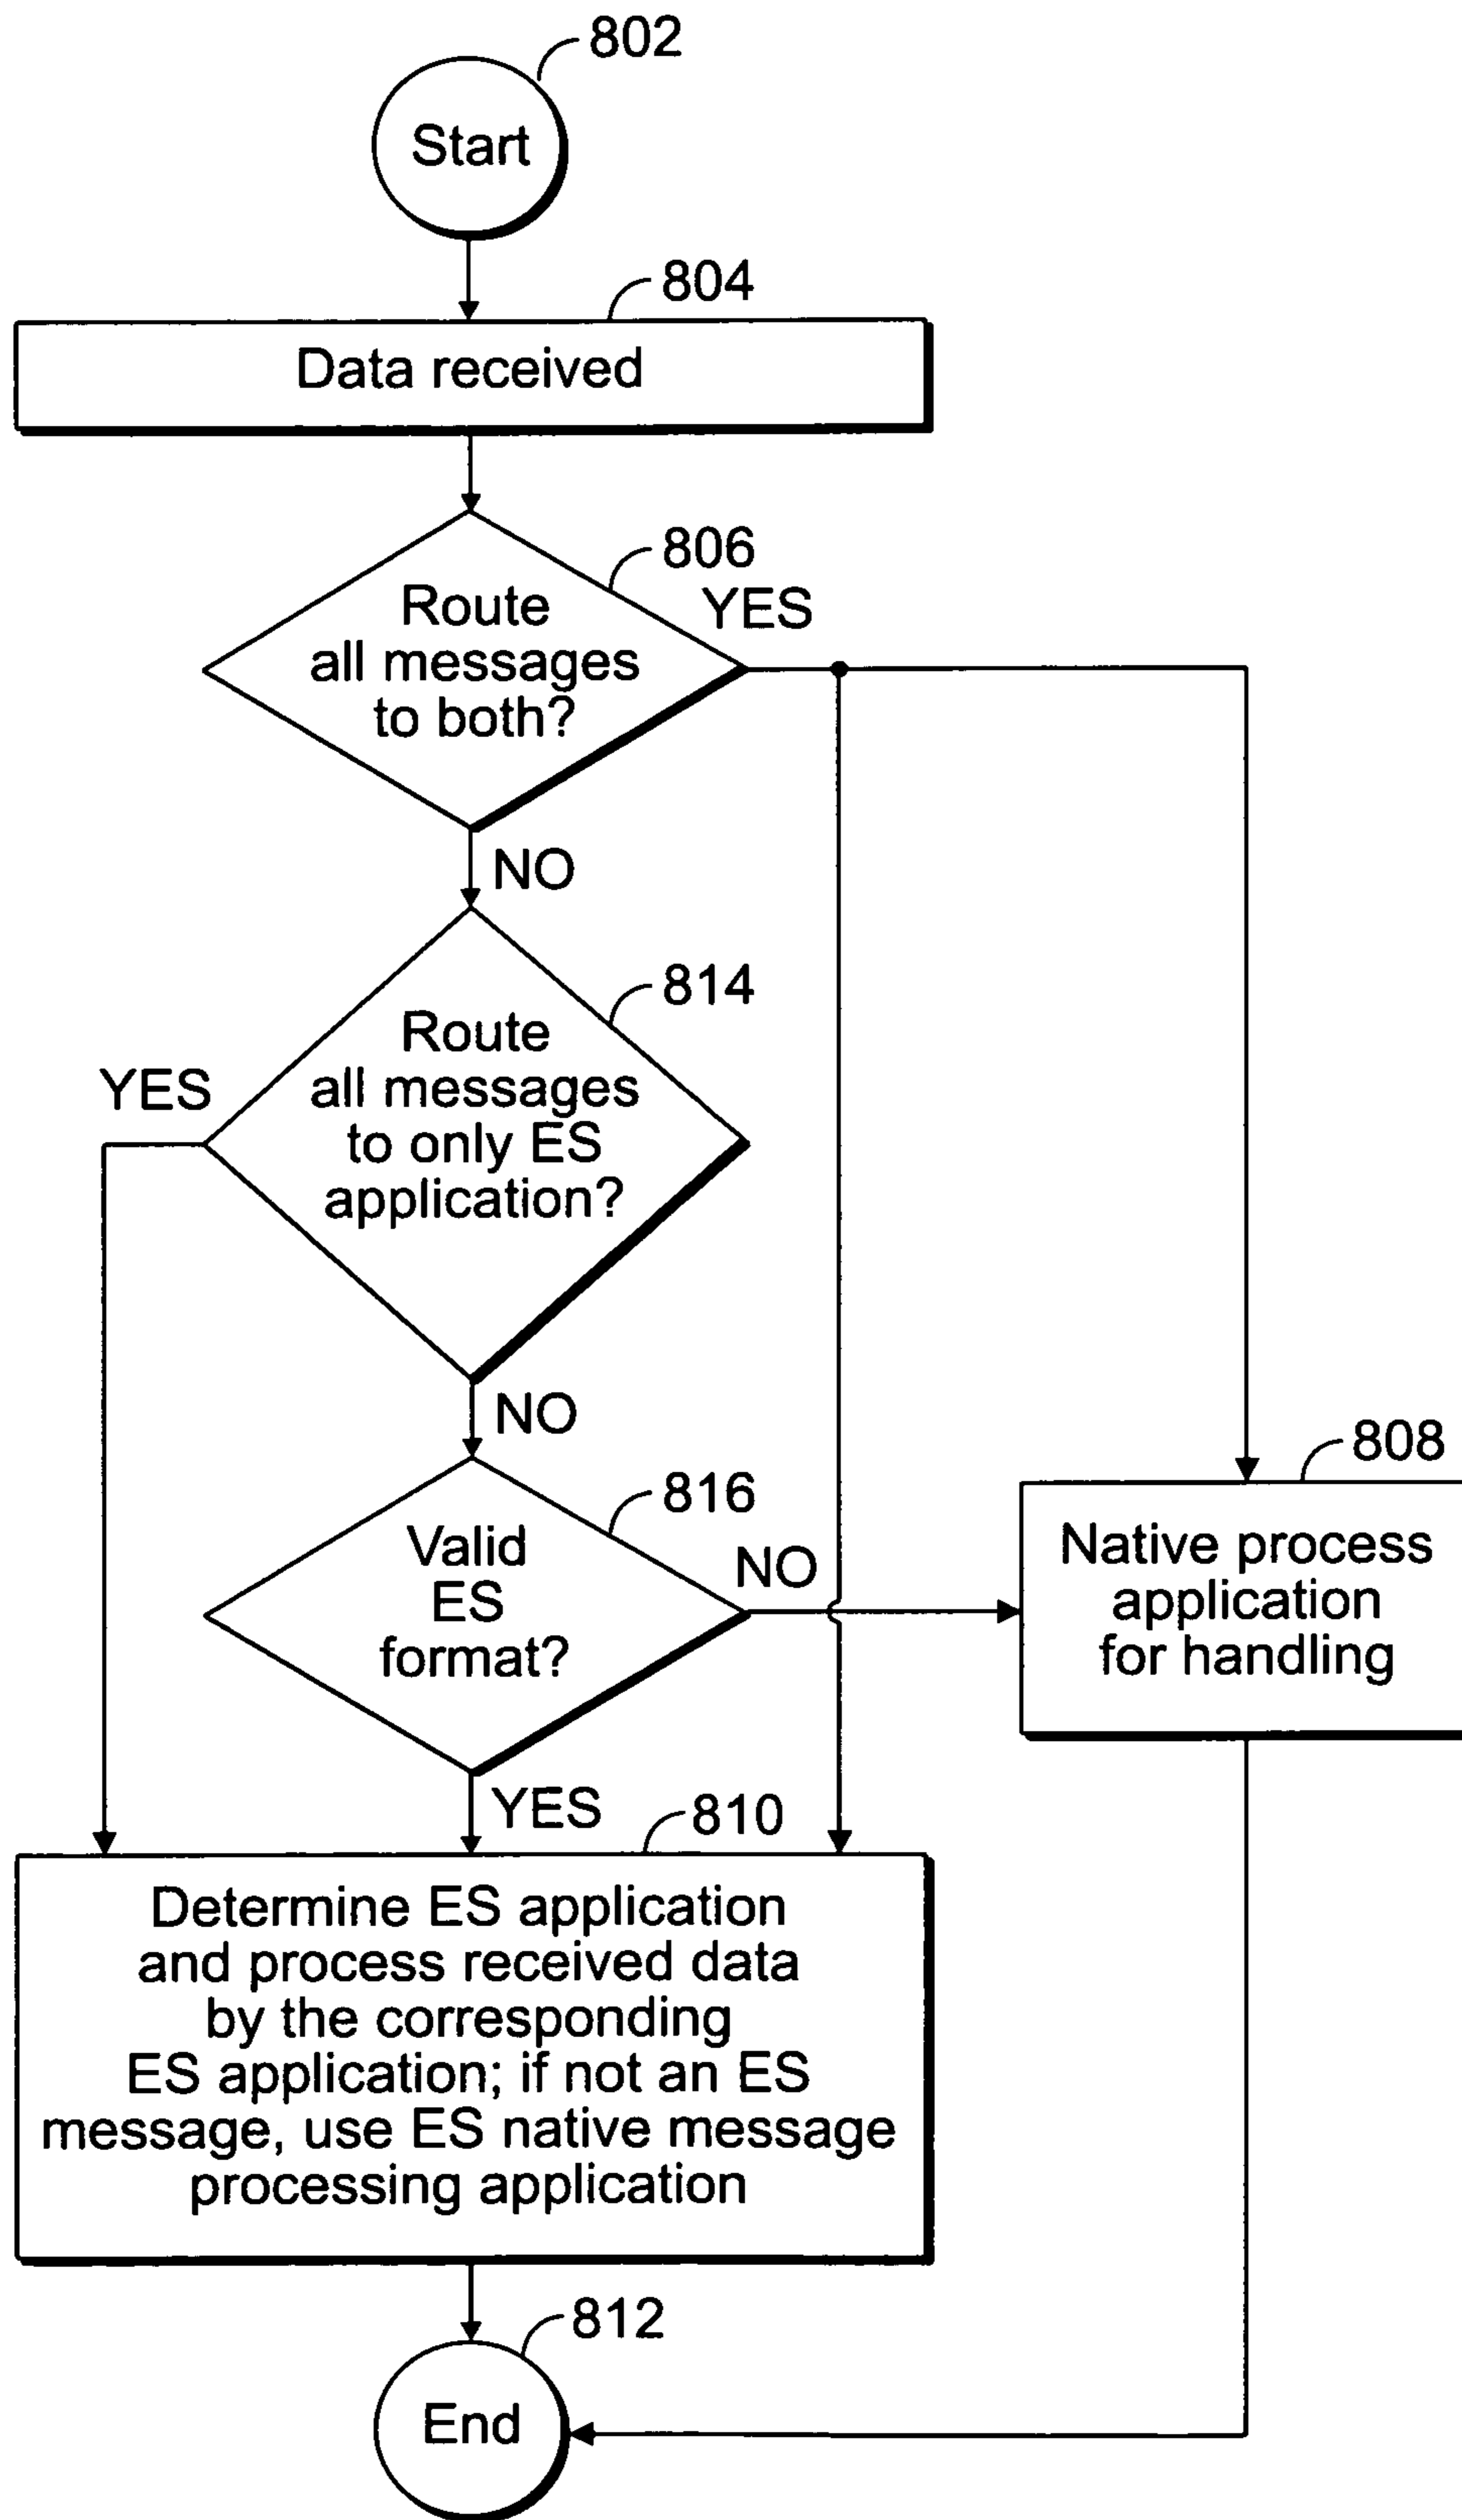 802
Start
804
Data received
806
Route
all messages
to both?
YES
NO
814
Route
all messages
to only ES
application?
YES
NO
816
Valid
ES
format?
NO
808
Native process
application
for handling
YES
810
Determine ES application
and process received data
by the corresponding
ES application; if not an ES
message, use ES native message
processing application
812
End